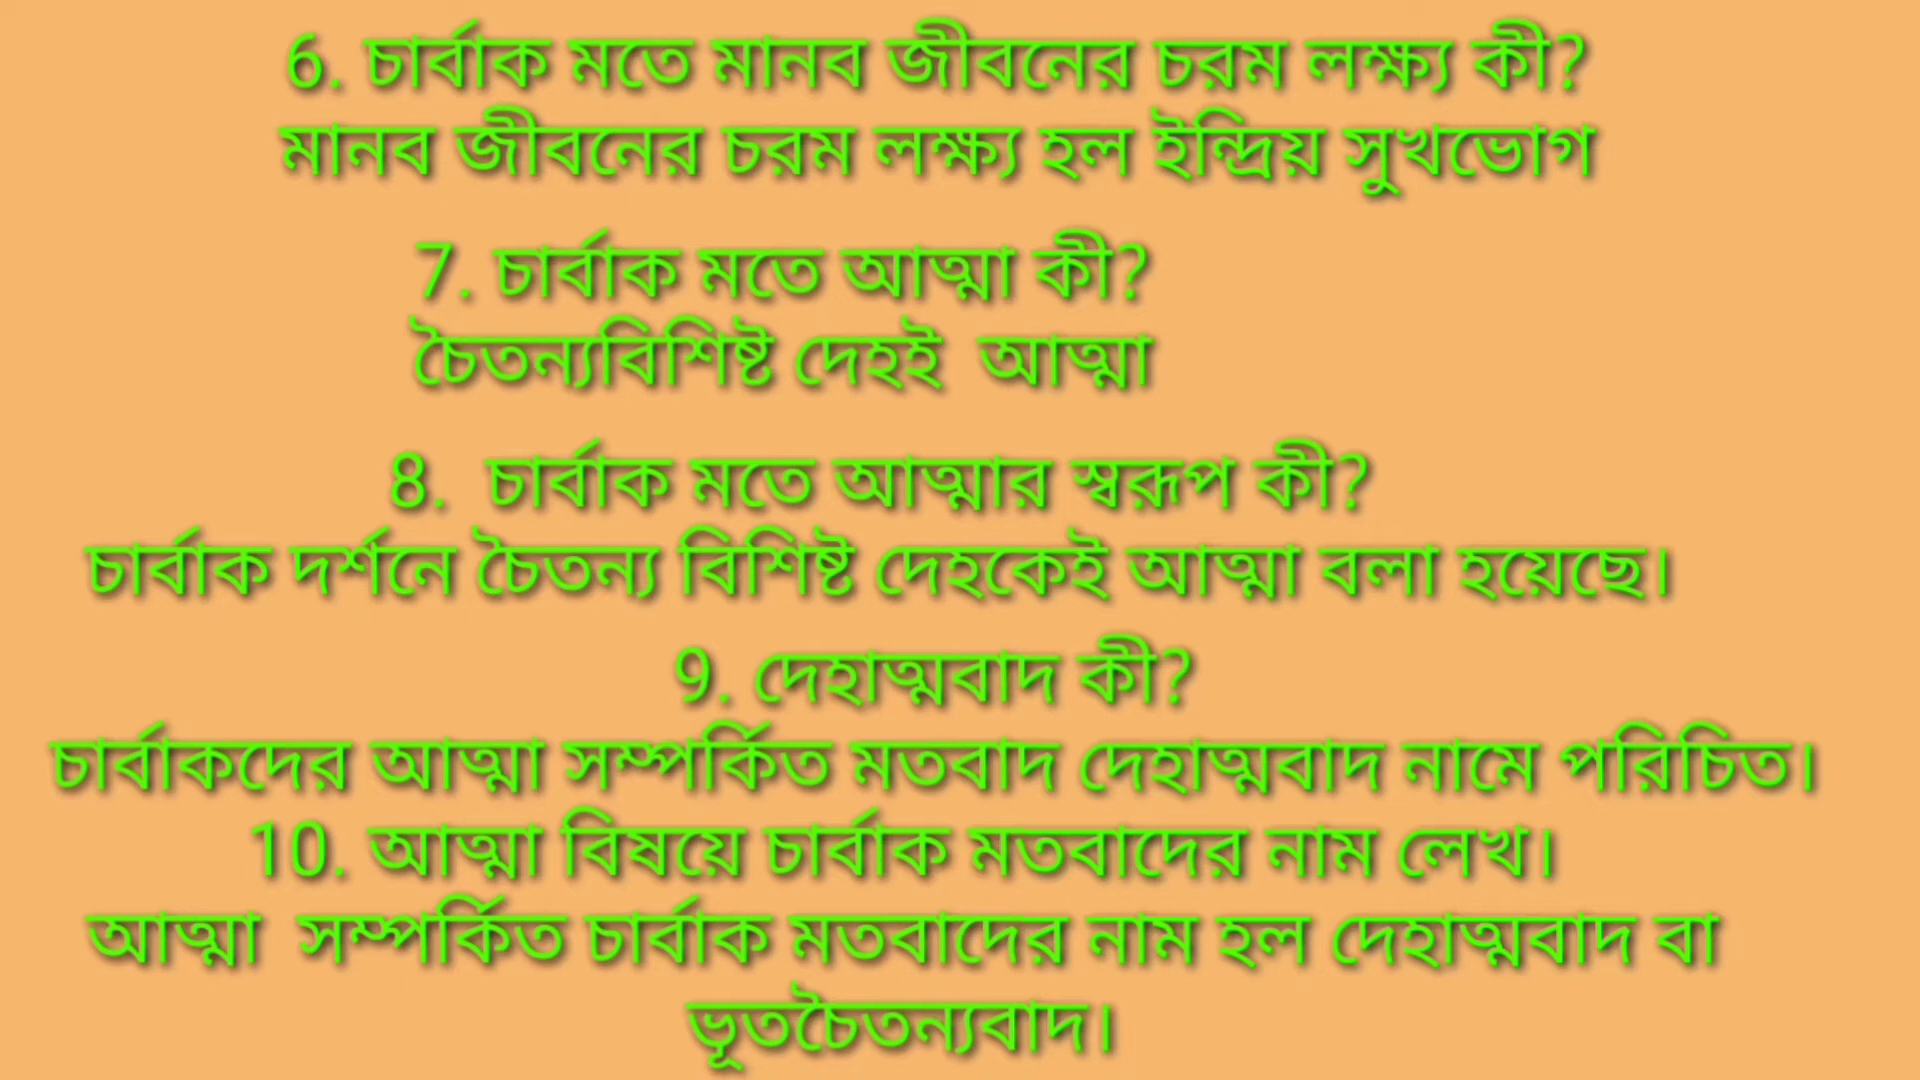 6. চার্বাক মতে মানব জীবনের চরম লক্ষ্য কী?
মানব জীবনের চরম লক্ষ্য হল ইন্দ্রিয় সুখভোগ
7. চার্বাক মতে আত্মা কী?
চৈতন্যবিশিষ্ট দেহই আত্মা
8. চার্বাক মতে আত্মার স্বরূপ কী?
চার্বাক দর্শনে চৈতন্য বিশিষ্ট দেহকেই আত্মা বলা হয়েছে।
9. দেহাত্মবাদ কী?
চার্বাকদের আত্মা সম্পর্কিত মতবাদ দেহাত্মবাদ নামে পরিচিত।
10. আত্মা বিষয়ে চার্বাক মতবাদের নাম লেখ।
আত্মা সম্পর্কিত চার্বাক মতবাদের নাম হল দেহাত্মবাদ বা
ভূতচৈতন্যবাদ।